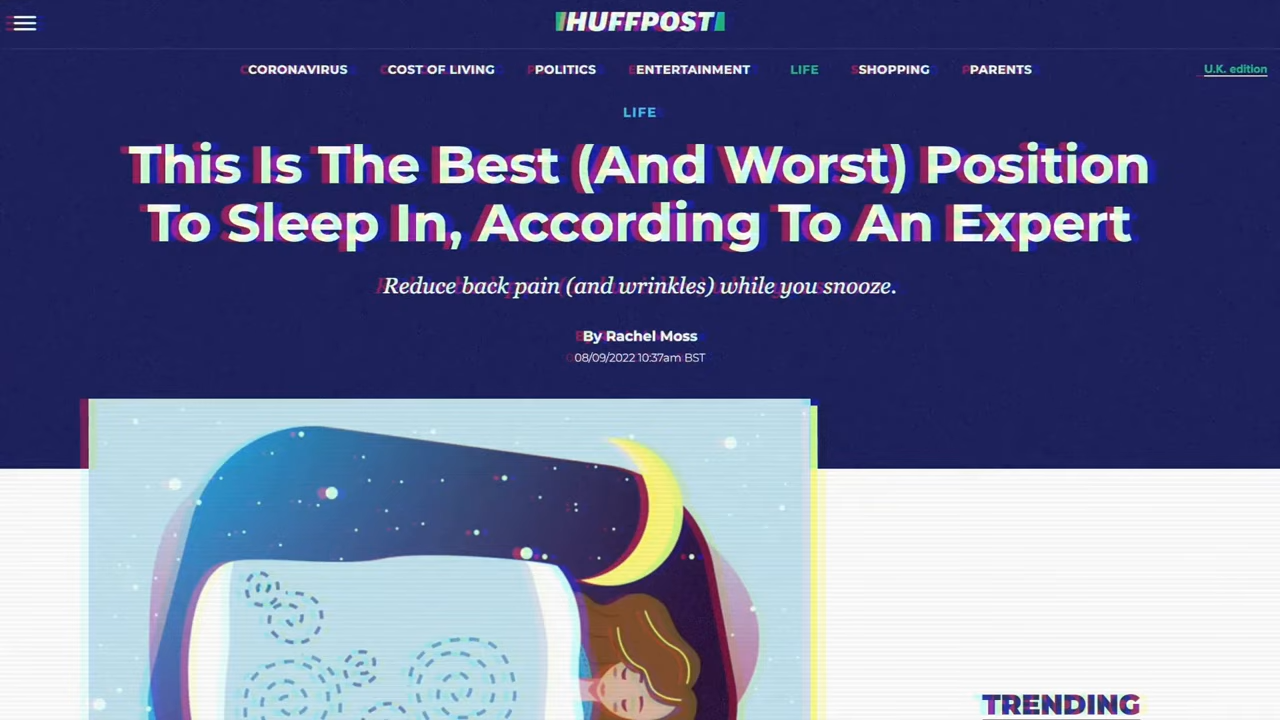 HUFFPOST
CORONAVIRUS COST OF LIVING POLITICS ENTERTAINMENT LIFE SHOPPING PARENTS U.K. edition
LIFE
This Is The Best (And Worst) Position
To Sleep In, According To An Expert
Reduce back pain (and wrinkles) while you snooze.
By Rachel Moss
08/09/2022 10:37am BST
TRENDING